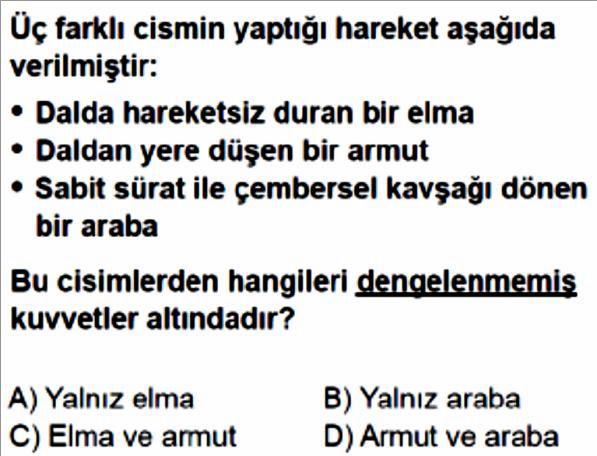 Üç farklı cismin yaptığı hareket aşağıda
verilmiştir:
• Dalda hareketsiz duran bir elma
• Daldan yere düşen bir armut
• Sabit sürat ile çembersel kavşağı dönen
bir araba
Bu cisimlerden hangileri dengelenmemiş
kuvvetler altındadır?
A) Yalnız elma B) Yalnız araba
C) Elma ve armut D) Armut ve araba